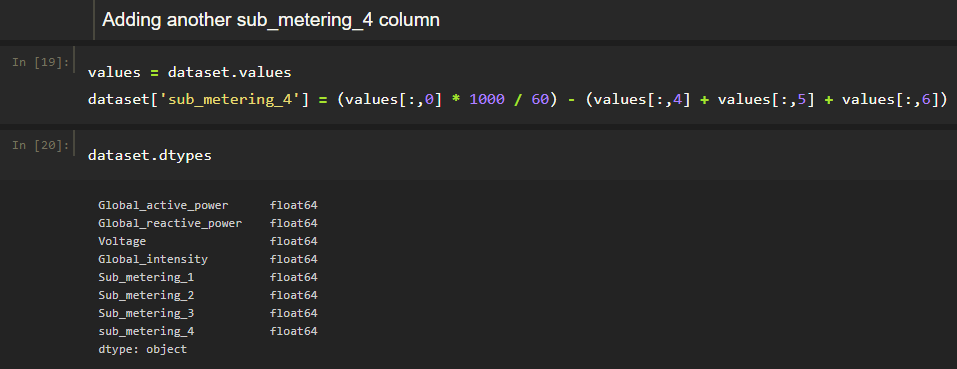 Adding another sub_metering_4 column
In [19]:
values = dataset.values
dataset['sub_metering_4'] = (values[:,0] * 1000 / 60) - (values[:,4] + values[:,5] + values[:,6])
In [20]:
dataset.dtypes
Global_active_power float64
Global_reactive_power float64
Voltage float64
Global_intensity float64
Sub_metering_1 float64
Sub_metering_2 float64
Sub_metering_3 float64
sub_metering_4 float64
dtype: object